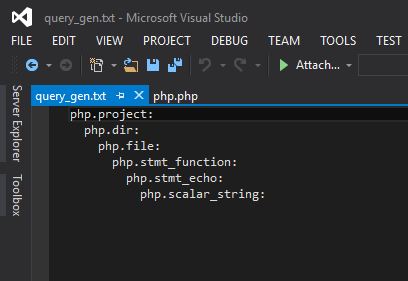 query_gen.txt - Microsoft Visual Studio
FILE EDIT VIEW PROJECT DEBUG TEAM TOOLS TEST
Attach...
query_gen.txt php.php
Server Explorer
Toolbox
php.project:
php.dir:
php.file:
php.stmt_function:
php.stmt_echo:
php.scalar_string: